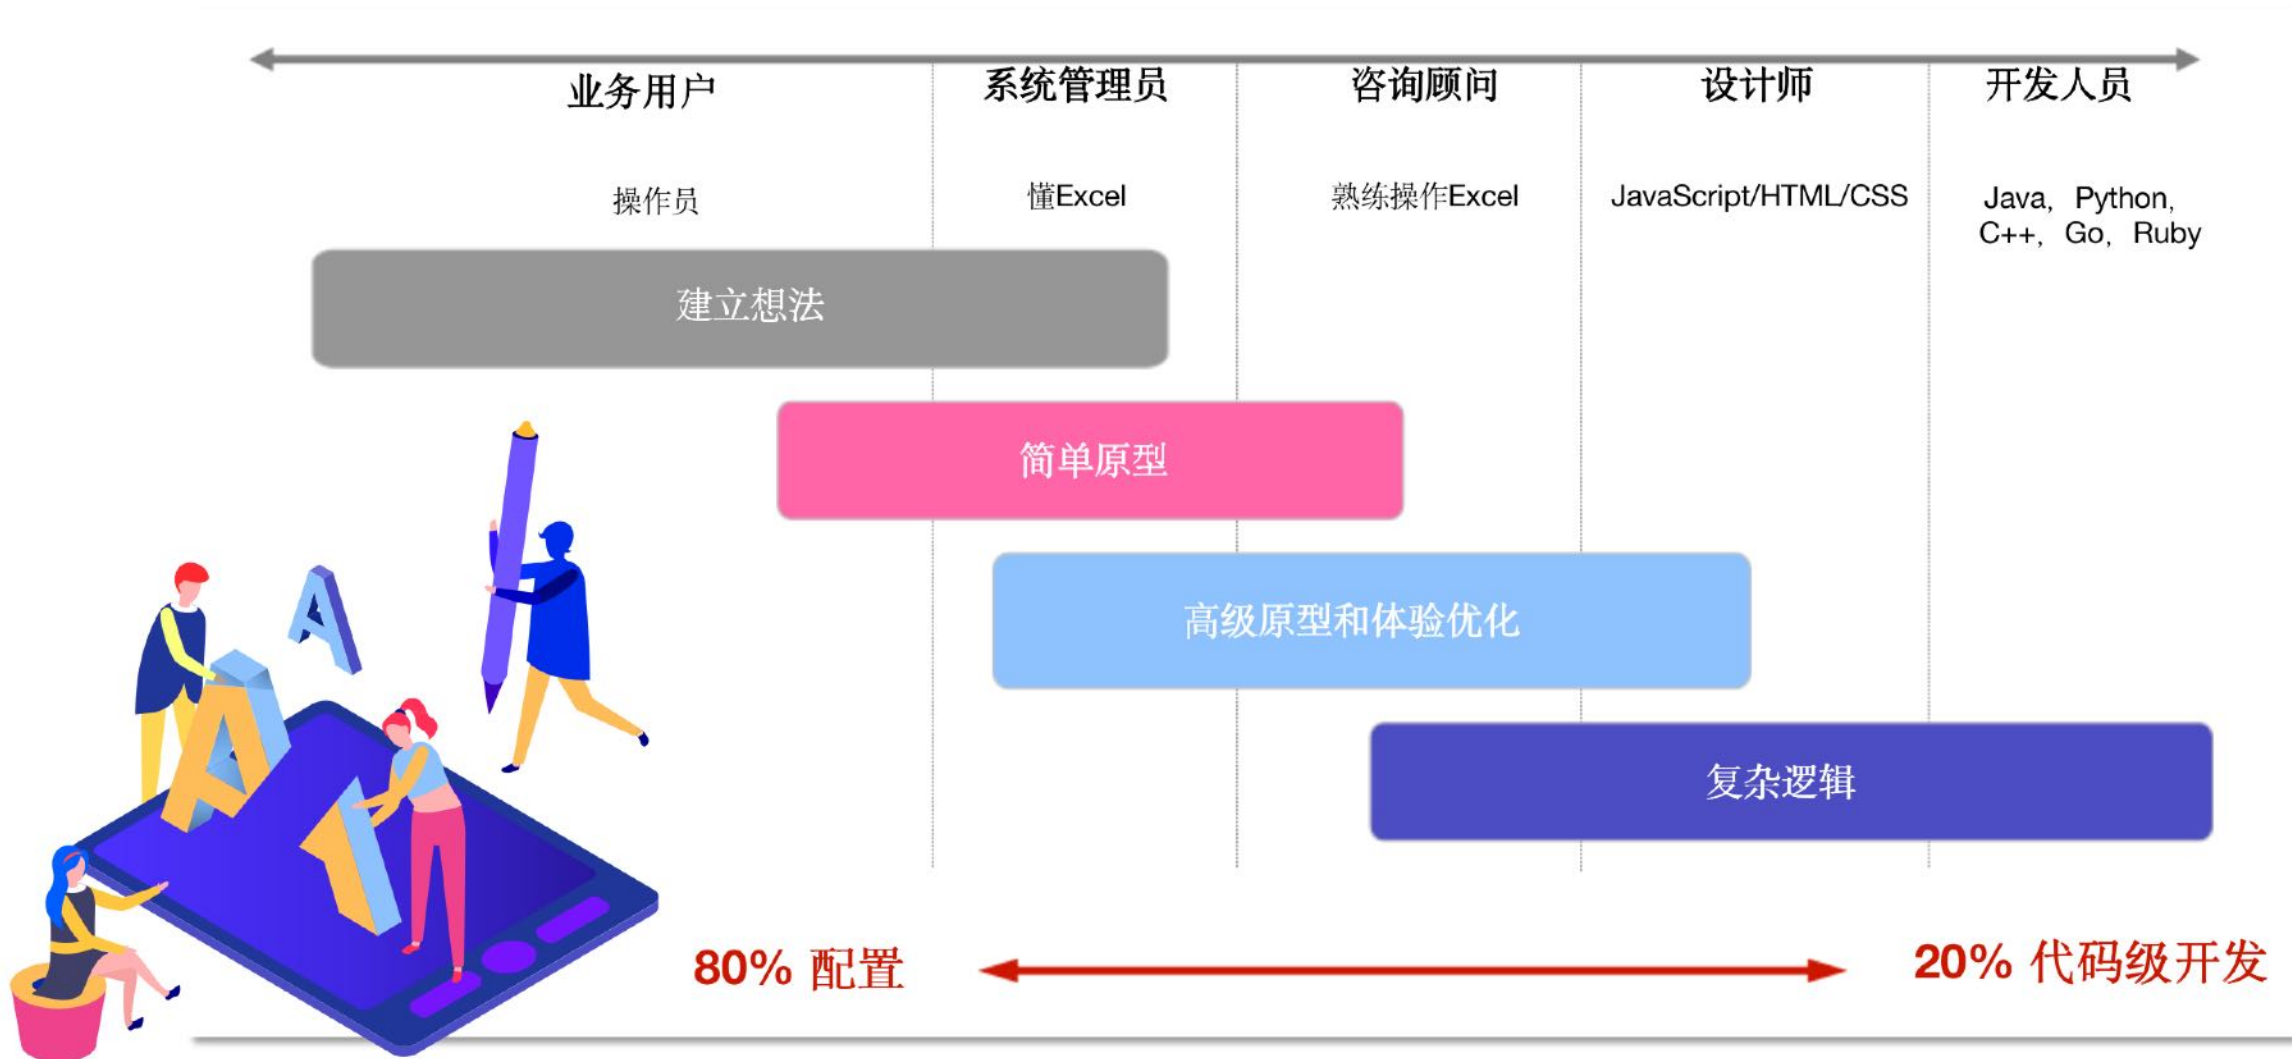 业务用户
系统管理员
咨询顾问
设计师
开发人员
操作员
懂Excel
熟练操作Excel
JavaScript/HTML/CSS
Java，Python，
C++，Go，Ruby
建立想法
简单原型
高级原型和体验优化
复杂逻辑
80% 配置
20% 代码级开发